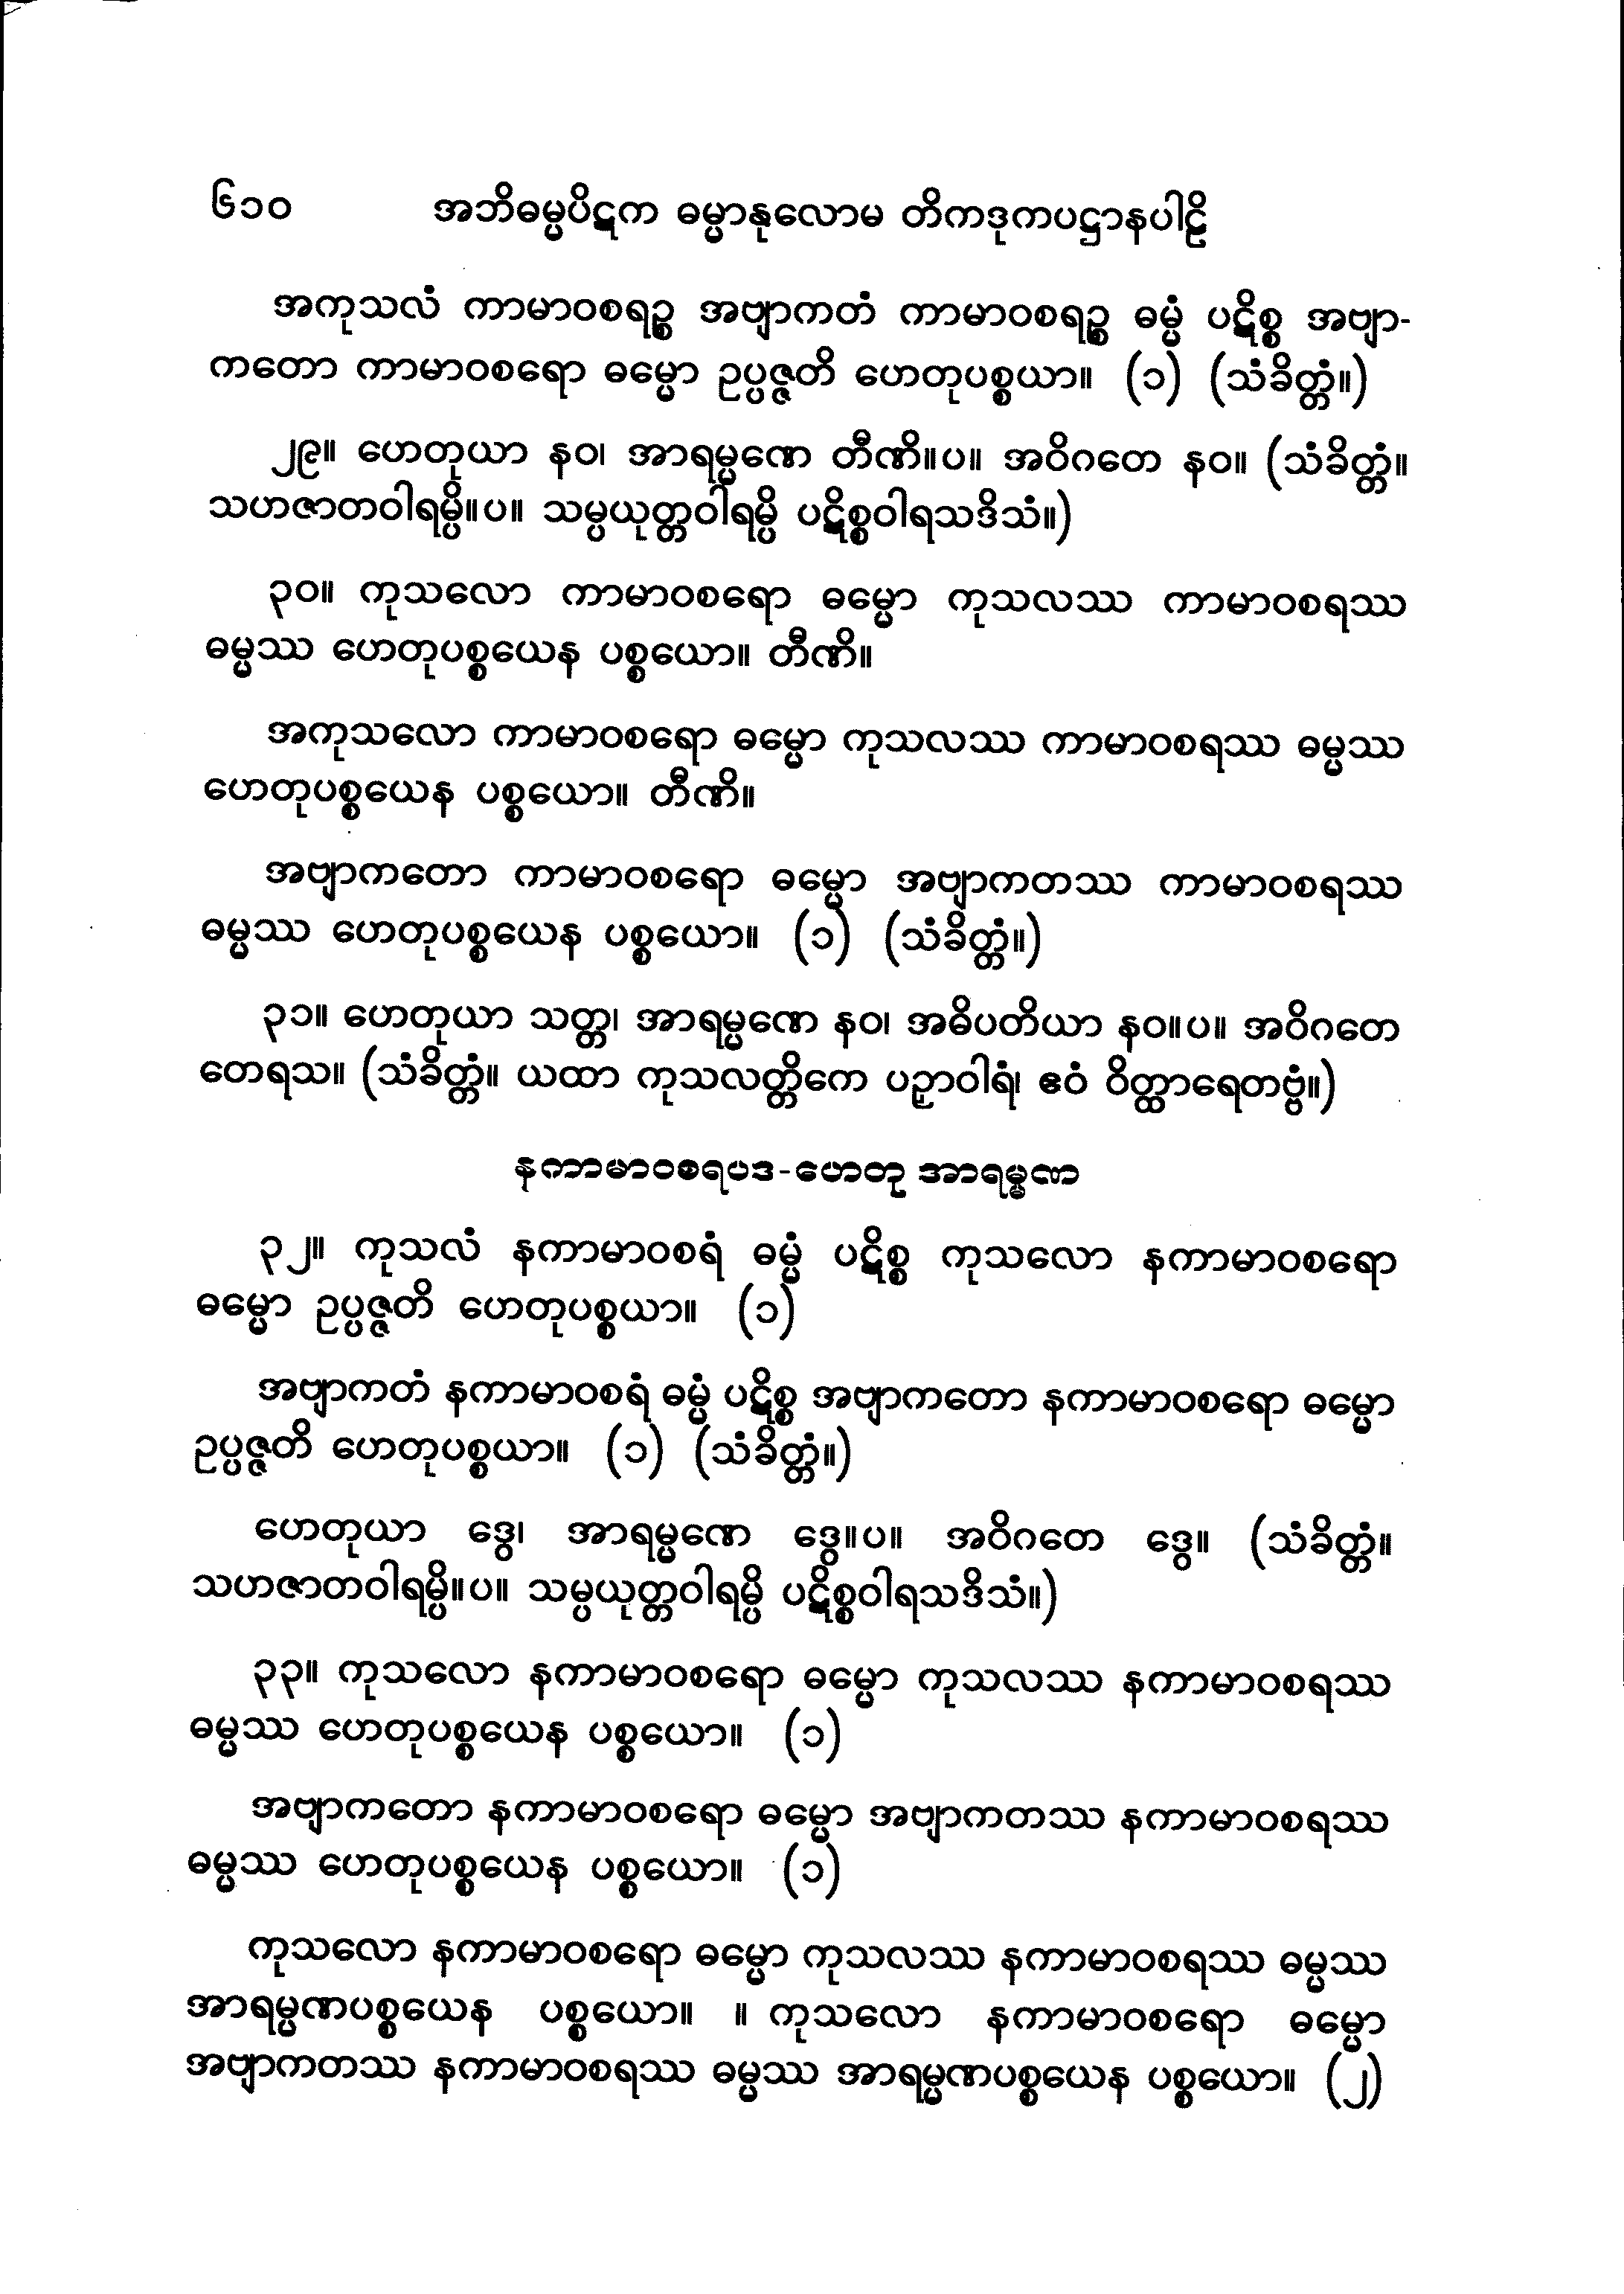 ၆၁၀ အဘိဓမ္မပိဋက ဓမ္မာနုလောမ တိကဒုကပဋ္ဌာနပါဠိ
အကုသလံ ကာမာဝစရဉ္စ အဗျာကတံ ကာမာဝစရဉ္စ ဓမ္မံ ပဋိစ္စ အဗျာ-
ကတော ကာမာဝစရော ဓမ္မော ဥပ္ပဇ္ဇတိ ဟေတုပစ္စယာ။ (၁) (သံခိတ္တံ။)
၂၉။ ဟေတုယာ နဝ၊ အာရမ္မဏေ တီဏိ။ပ။ အဝိဂတေ နဝ။ (သံခိတ္တံ။
သဟဇာတဝါရမ္ပိ။ပ။ သမ္ပယုတ္တဝါရမ္ပိ ပဋိစ္စဝါရသဒိသံ။)
၃၀။ ကုသလော ကာမာဝစရော ဓမ္မော ကုသလဿ ကာမာဝစရဿ
ဓမ္မဿ ဟေတုပစ္စယေန ပစ္စယော။ တီဏိ။
အကုသလော ကာမာဝစရော ဓမ္မော ကုသလဿ ကာမာဝစရဿ ဓမ္မဿ
ဟေတုပစ္စယေန ပစ္စယော။ တီဏိ။
အဗျာကတော ကာမာဝစရော ဓမ္မော အဗျာကတဿ ကာမာဝစရဿ
ဓမ္မဿ ဟေတုပစ္စယေန ပစ္စယော။ (၁) (သံခိတ္တံ။)
၃၁။ ဟေတုယာ သတ္တ၊ အာရမ္မဏေ နဝ၊ အဓိပတိယာ နဝ။ပ။ အဝိဂတေ
တေရသ။ (သံခိတ္တံ။ ယထာ ကုသလတ္တိကေ ပဉှာဝါရံ၊ ဧဝံ ဝိတ္ထာရေတဗ္ဗံ။)
နကာမာဝစရပဒ-ဟေတု အာရမ္မဏ
၃၂။ ကုသလံ နကာမာဝစရံ ဓမ္မံ ပဋိစ္စ ကုသလော နကာမာဝစရော
ဓမ္မော ဥပ္ပဇ္ဇတိ ဟေတုပစ္စယာ။ (၁)
အဗျာကတံ နကာမာဝစရံ ဓမ္မံ ပဋိစ္စ အဗျာကတော နကာမာဝစရော ဓမ္မော
ဥပ္ပဇ္ဇတိ ဟေတုပစ္စယာ။ (၁) (သံခိတ္တံ။)
ဟေတုယာ ဒွေ၊ အာရမ္မဏေ ဒွေ။ပ။ အဝိဂတေ ဒွေ။ (သံခိတ္တံ။
သဟဇာတဝါရမ္ပိ။ပ။ သမ္ပယုတ္တဝါရမ္ပိ ပဋိစ္စဝါရသဒိသံ။)
၃၃။ ကုသလော နကာမာဝစရော ဓမ္မော ကုသလဿ နကာမာဝစရဿ
ဓမ္မဿ ဟေတုပစ္စယေန ပစ္စယော။ (၁)
အဗျာကတော နကာမာဝစရော ဓမ္မော အဗျာကတဿ နကာမာဝစရဿ
ဓမ္မဿ ဟေတုပစ္စယေန ပစ္စယော။ (၁)
ကုသလော နကာမာဝစရော ဓမ္မော ကုသလဿ နကာမာဝစရဿ ဓမ္မဿ
အာရမ္မဏပစ္စယေန ပစ္စယော။ ။ ကုသလော နကာမာဝစရော ဓမ္မော
အဗျာကတဿ နကာမာဝစရဿ ဓမ္မဿ အာရမ္မဏပစ္စယေန ပစ္စယော။ (၂)